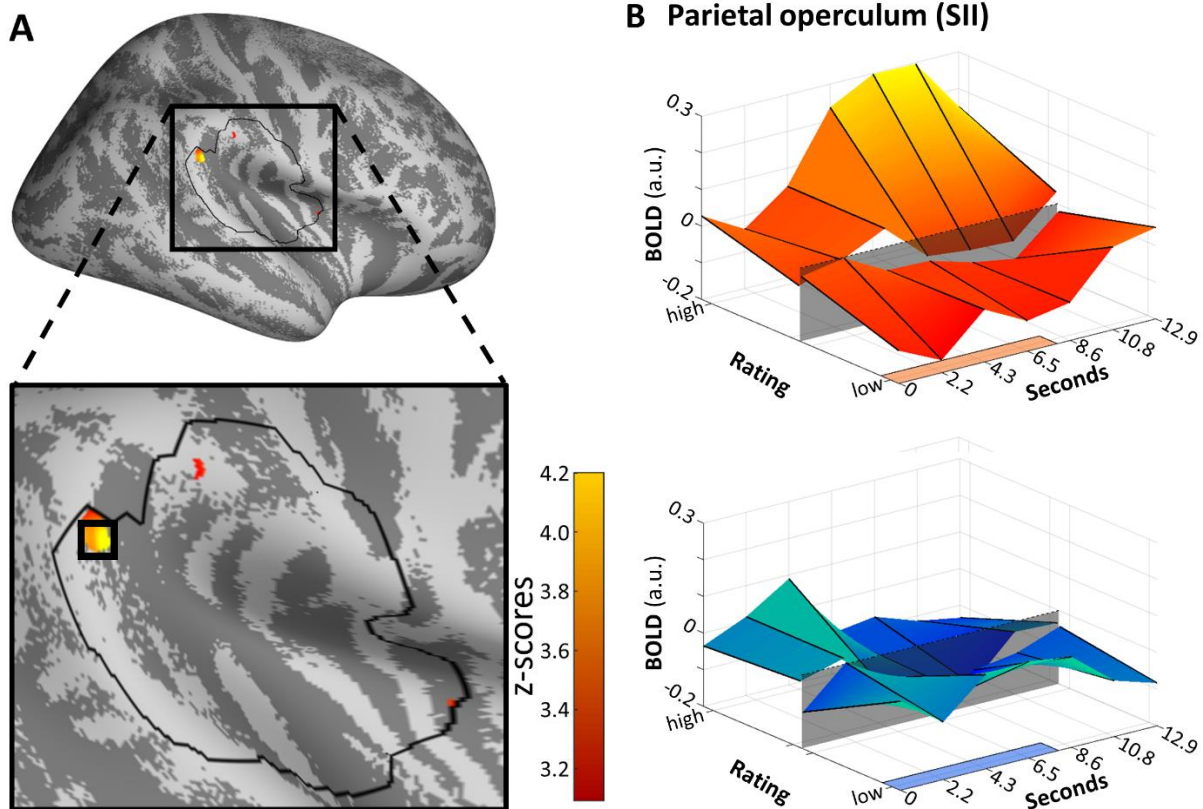 A
B Parietal operculum (SII)
0.3
0
-0.2
BOLD (a.u.)
high
low
Rating
0
2.2
4.3
6.5
8.6
10.8
12.9
Seconds
4.2
4.0
3.8
3.6
3.4
3.2
z-scores
0.3
0
-0.2
BOLD (a.u.)
high
low
Rating
0
2.2
4.3
6.5
8.6
10.8
12.9
Seconds